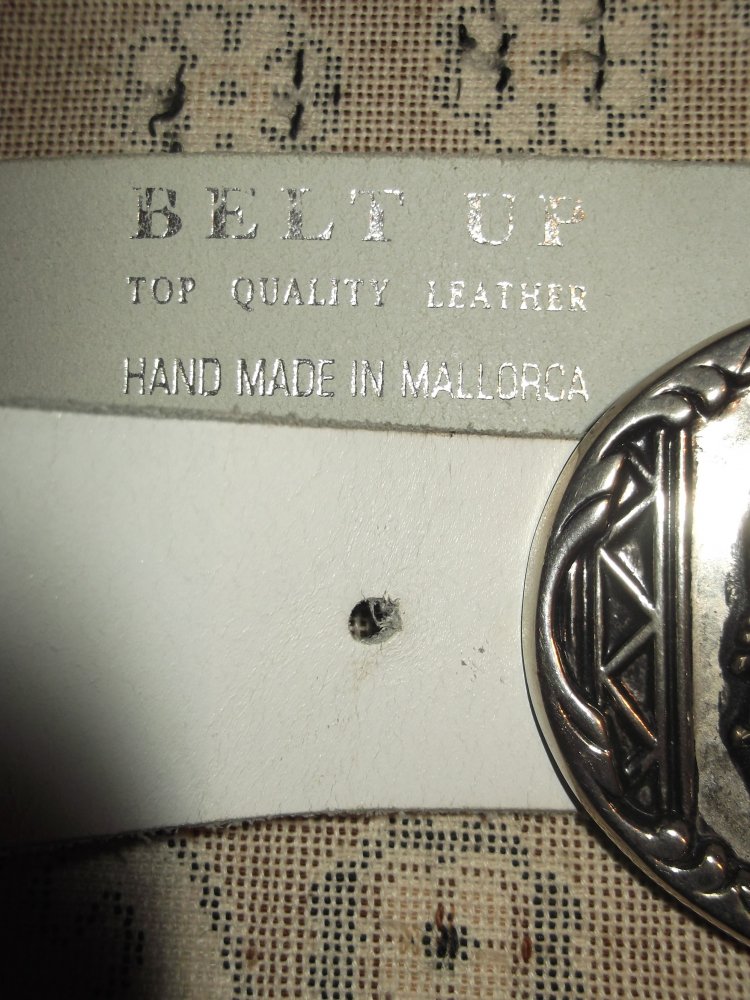 BELT UP
TOP QUALITY LEATHER
HAND MADE IN MALLORCA